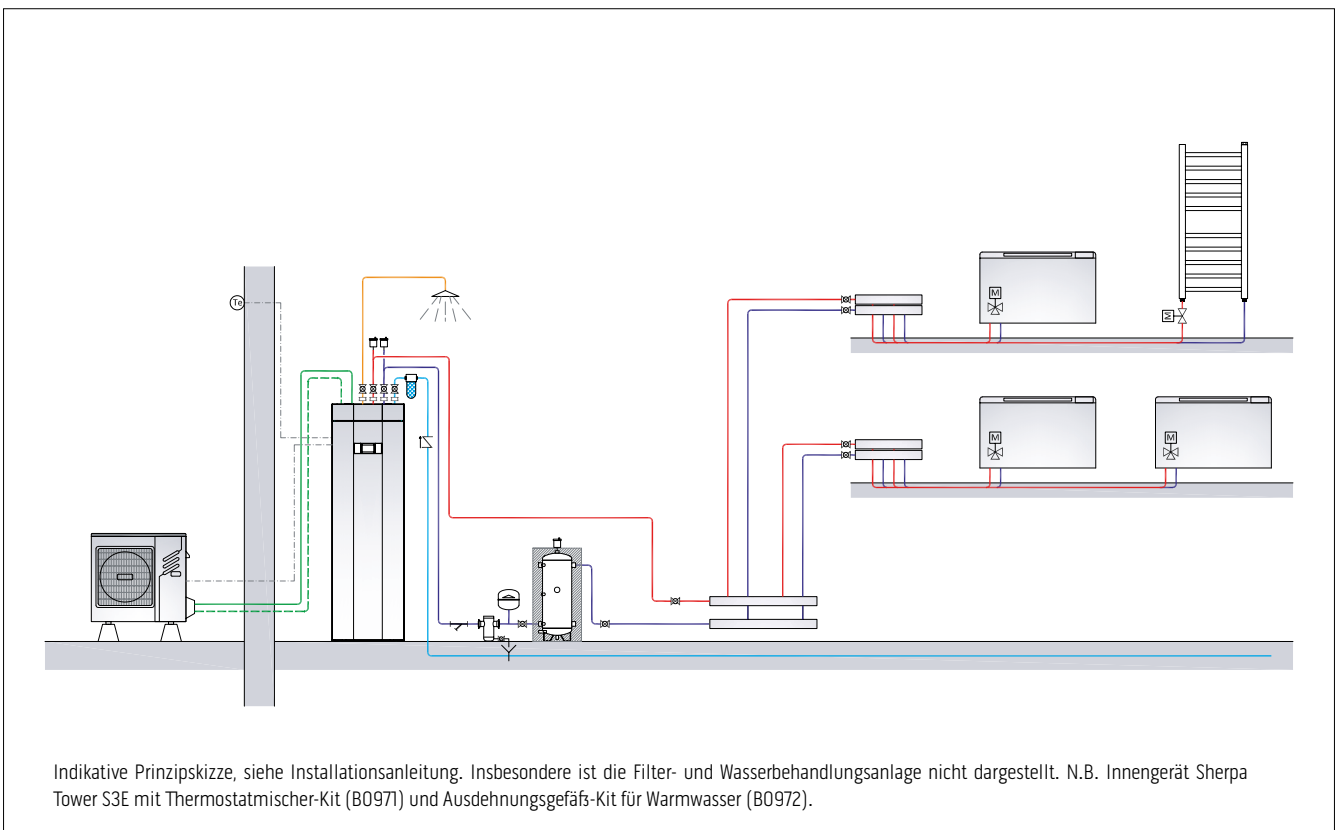 Te
M
M
M
M
Indikative Prinzipskizze, siehe Installationsanleitung. Insbesondere ist die Filter- und Wasserbehandlungsanlage nicht dargestellt. N.B. Innengerät Sherpa
Tower S3E mit Thermostatmischer-Kit (B0971) und Ausdehnungsgefäß-Kit für Warmwasser (B0972).